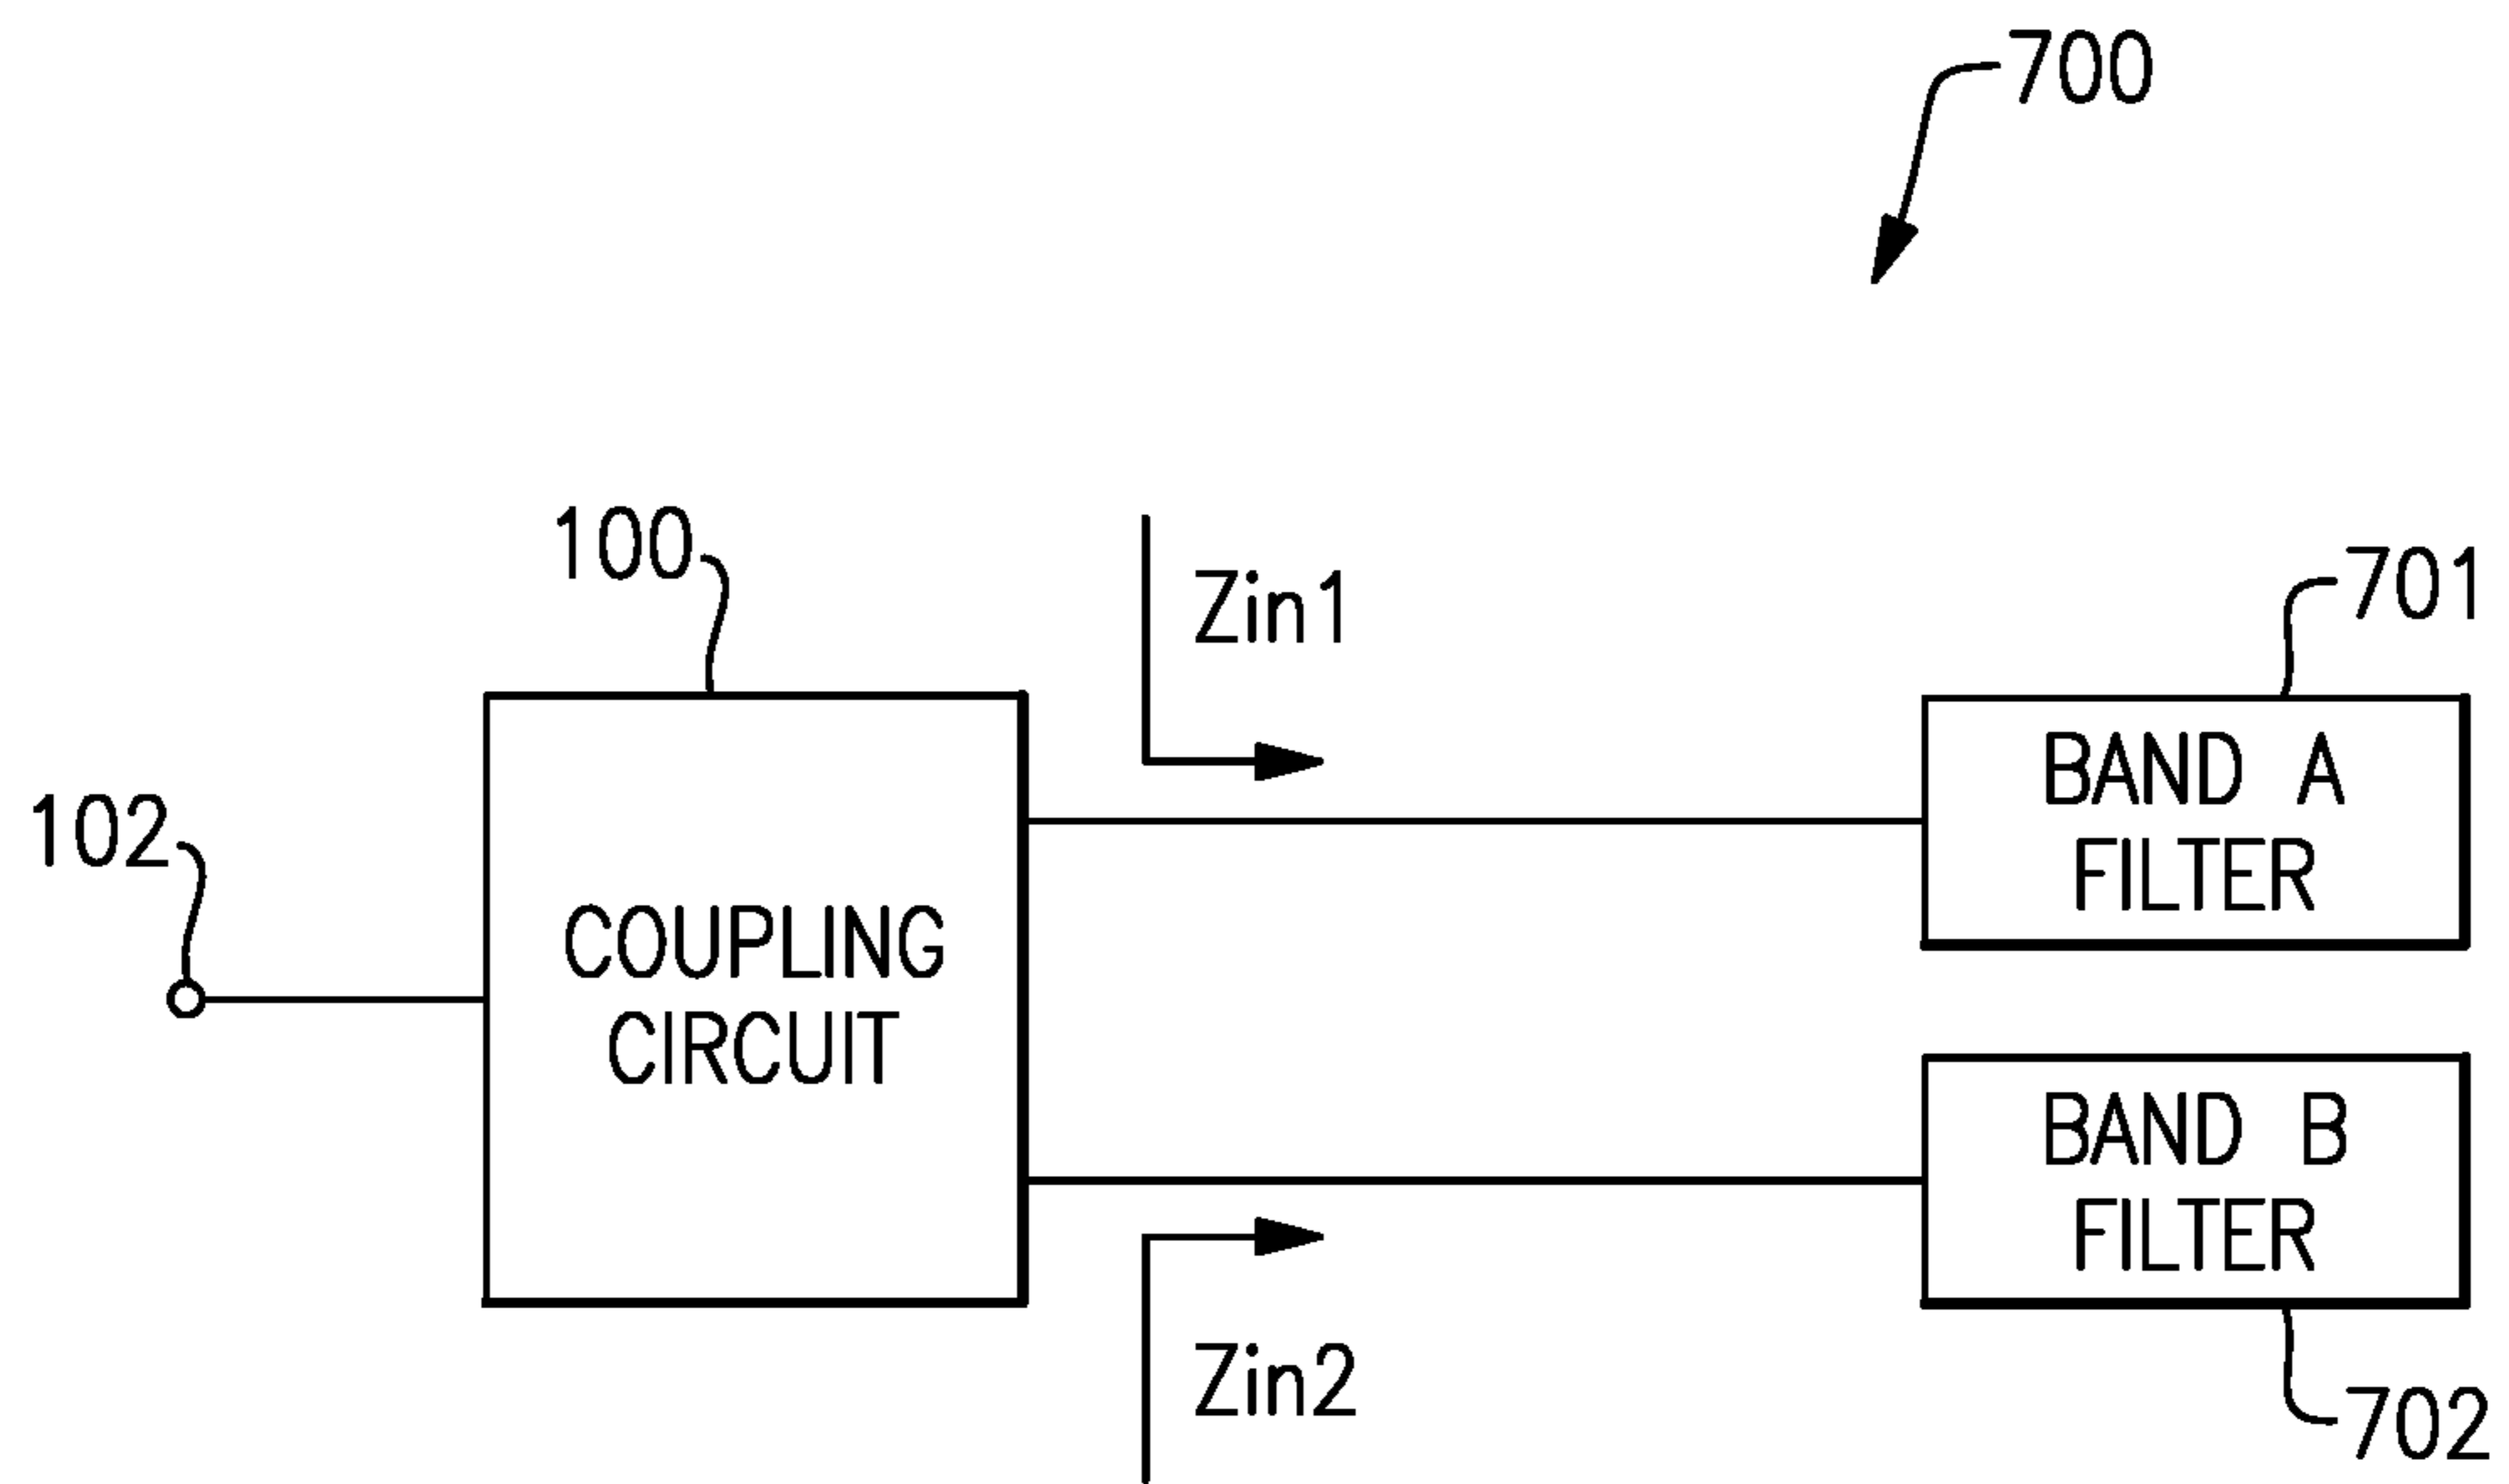 700
100
Zin1
701
BAND A
FILTER
102
COUPLING
CIRCUIT
BAND B
FILTER
Zin2
702